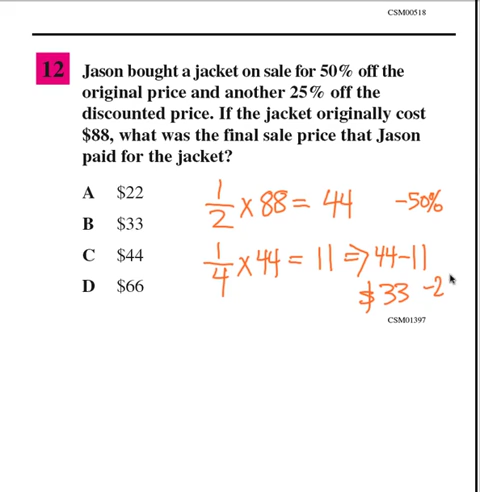 CSM00518
12 Jason bought a jacket on sale for 50% off the
original price and another 25% off the
discounted price. If the jacket originally cost
$88, what was the final sale price that Jason
paid for the jacket?
A $22
B $33
C $44
D $66
1/2 × 88 = 44 -50%
1/4 × 44 = 11 ⇒ 44-11
$33 -2
CSM01397